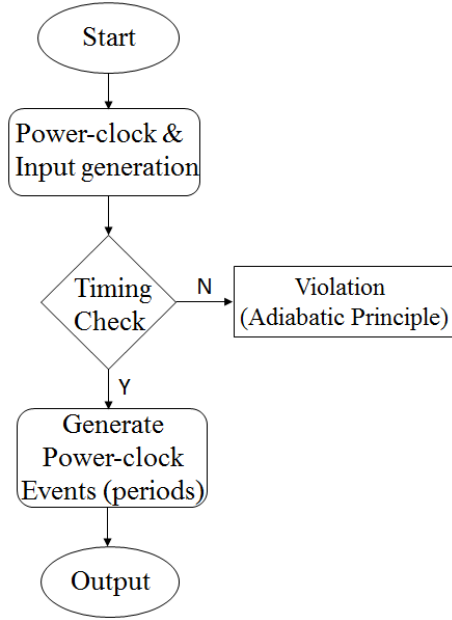 Start
Power-clock &
Input generation
Timing
Check
N
Violation
(Adiabatic Principle)
Y
Generate
Power-clock
Events (periods)
Output